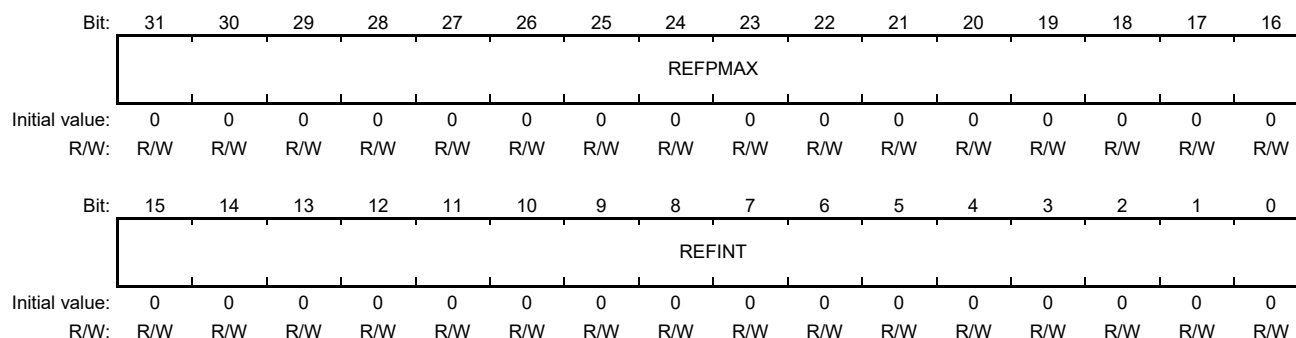 Bit: 31 30 29 28 27 26 25 24 23 22 21 20 19 18 17 16
REFPMAX
Initial value: 0 0 0 0 0 0 0 0 0 0 0 0 0 0 0 0
R/W: R/W R/W R/W R/W R/W R/W R/W R/W R/W R/W R/W R/W R/W R/W R/W R/W
Bit: 15 14 13 12 11 10 9 8 7 6 5 4 3 2 1 0
REFINT
Initial value: 0 0 0 0 0 0 0 0 0 0 0 0 0 0 0 0
R/W: R/W R/W R/W R/W R/W R/W R/W R/W R/W R/W R/W R/W R/W R/W R/W R/W